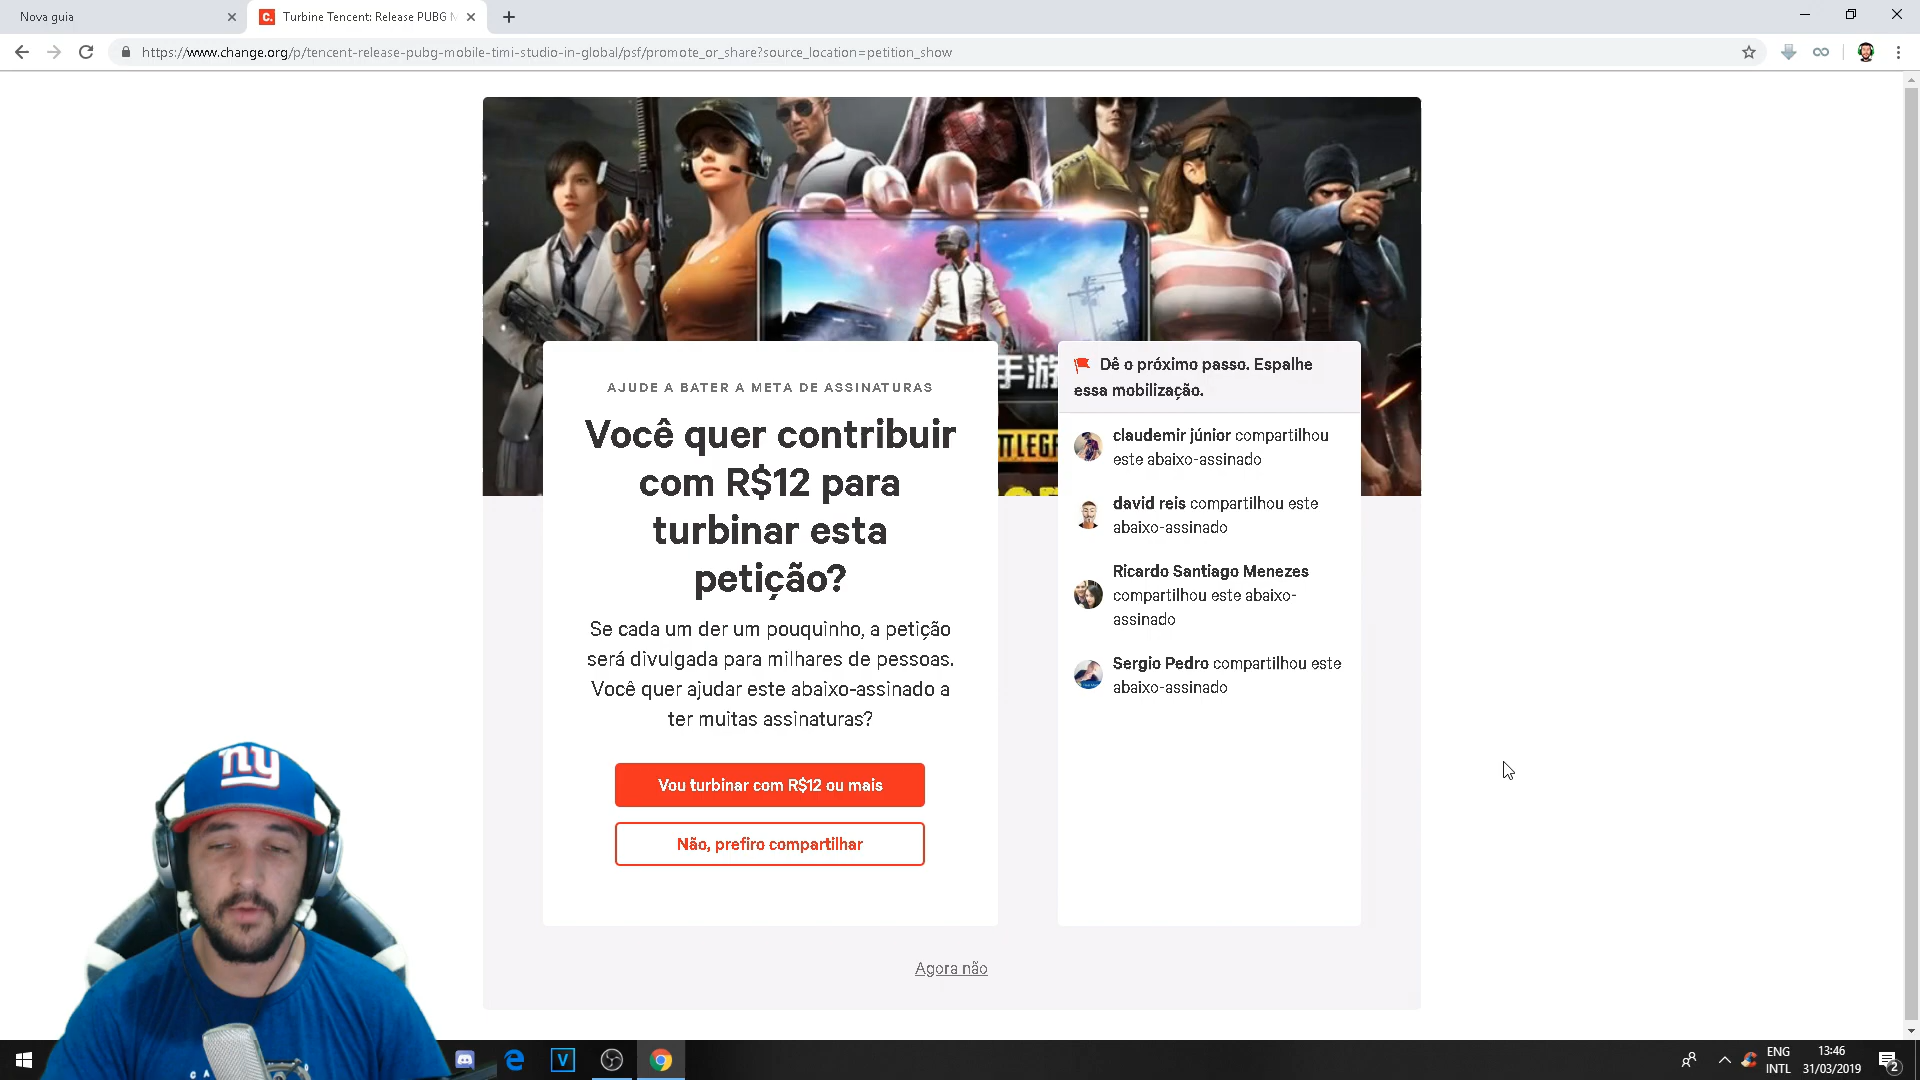 Nova guia
Turbine Tencent: Release PUBG M
https://www.change.org/p/tencent-release-pubg-mobile-timi-studio-in-global/psf/promote_or_share?source_location=petition_show
手游
TTLEGR
AJUDE A BATER A META DE ASSINATURAS
Você quer contribuir
com R$12 para
turbinar esta
petição?
Se cada um der um pouquinho, a petição
será divulgada para milhares de pessoas.
Você quer ajudar este abaixo-assinado a
ter muitas assinaturas?
Vou turbinar com R$12 ou mais
Não, prefiro compartilhar
Dê o próximo passo. Espalhe
essa mobilização.
claudemir júnior compartilhou
este abaixo-assinado
david reis compartilhou este
abaixo-assinado
Ricardo Santiago Menezes
compartilhou este abaixo-
assinado
Sergio Pedro compartilhou este
abaixo-assinado
Agora não
ny
V
ENG
INTL
13:46
31/03/2019
2